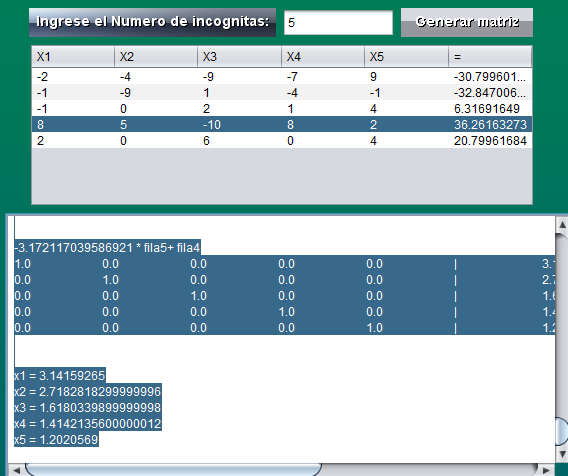 Ingrese el Numero de incognitas: 5 Generar matriz
X1 X2 X3 X4 X5 =
-2 -4 -9 -7 9 -30.799601...
-1 -9 1 -4 -1 -32.847006...
-1 0 2 1 4 6.31691649
8 5 -10 8 2 36.26163273
2 0 6 0 4 20.79961684
-3.172117039586921 * fila5+ fila4
1.0 0.0 0.0 0.0 0.0 | 3.1
0.0 1.0 0.0 0.0 0.0 | 2.7
0.0 0.0 1.0 0.0 0.0 | 1.6
0.0 0.0 0.0 1.0 0.0 | 1.4
0.0 0.0 0.0 0.0 1.0 | 1.2
x1 = 3.14159265
x2 = 2.7182818299999996
x3 = 1.6180339899999998
x4 = 1.4142135600000012
x5 = 1.2020569